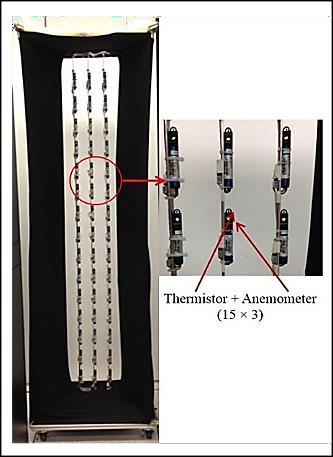 Thermistor + Anemometer
(15 × 3)